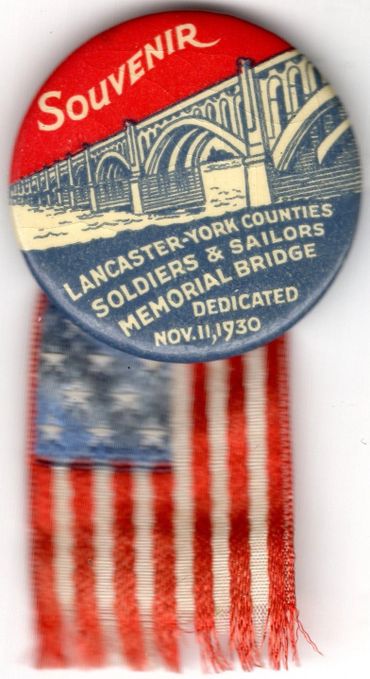 SOUVENIR
LANCASTER-YORK COUNTIES
SOLDIERS & SAILORS
MEMORIAL BRIDGE
DEDICATED
NOV. 11, 1930